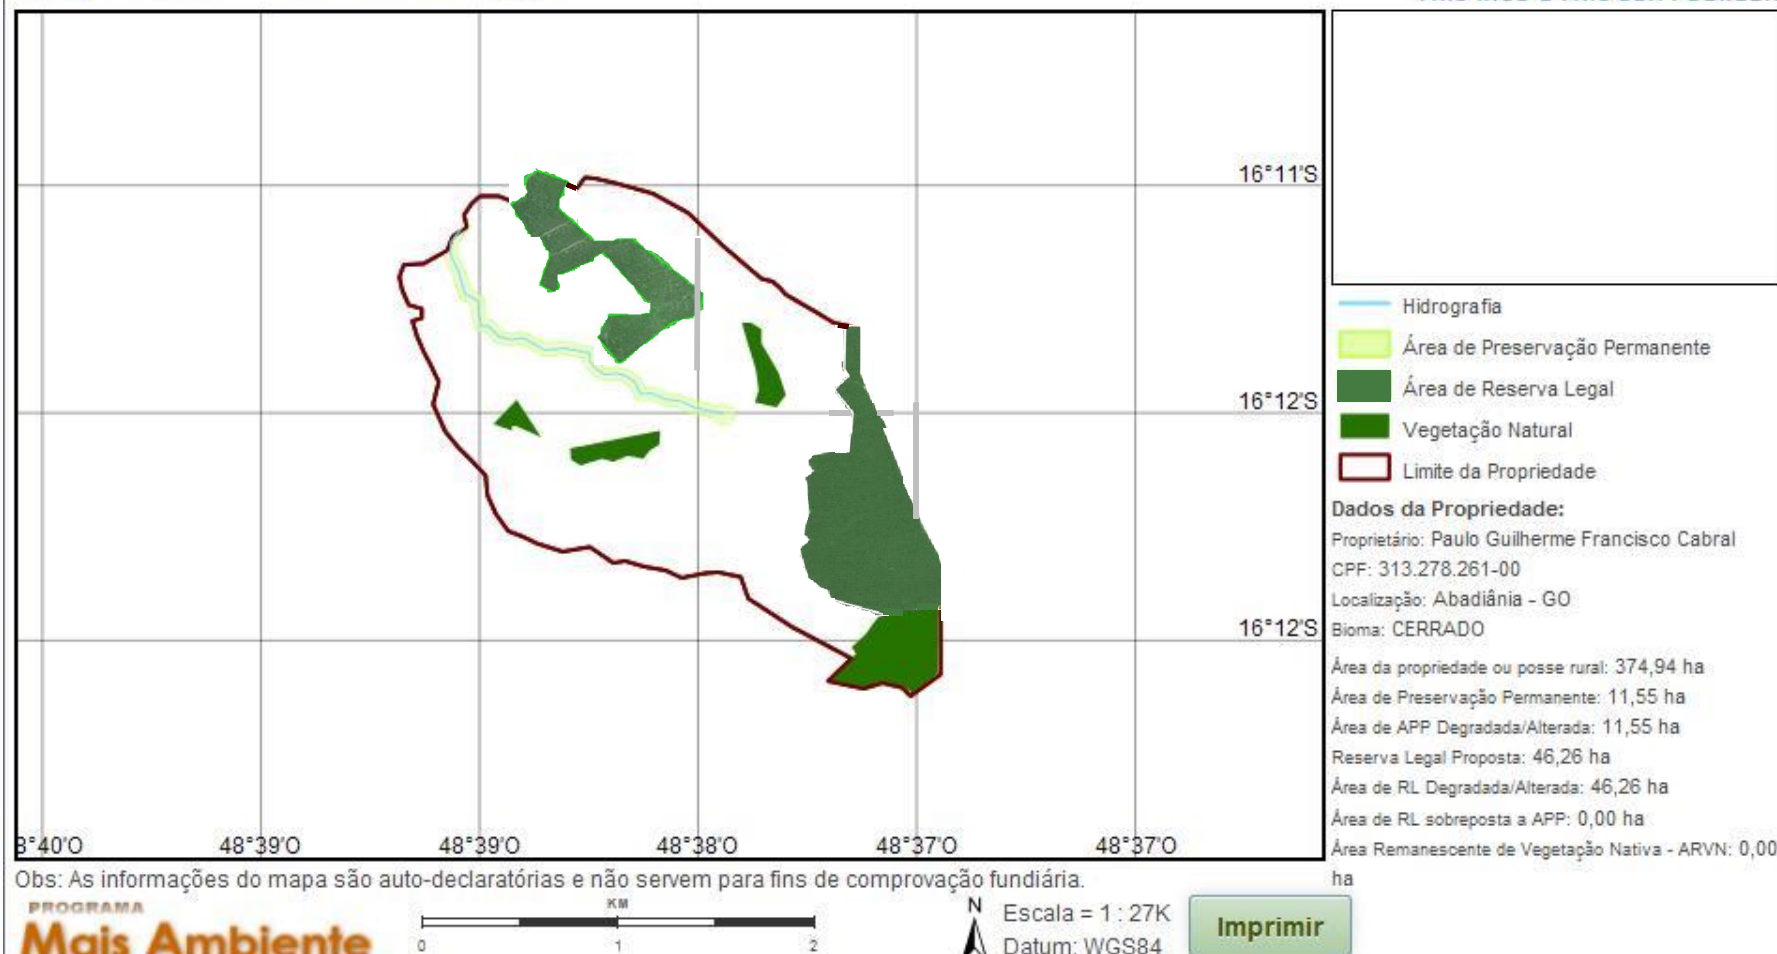 16°11'S
16°12'S
16°12'S
8°40'O
48°39'O
48°39'O
48°38'O
48°37'O
48°37'O
Hidrografia
Área de Preservação Permanente
Área de Reserva Legal
Vegetação Natural
Limite da Propriedade
Dados da Propriedade:
Proprietário: Paulo Guilherme Francisco Cabral
CPF: 313.278.261-00
Localização: Abadiânia - GO
Bioma: CERRADO
Área da propriedade ou posse rural: 374,94 ha
Área de Preservação Permanente: 11,55 ha
Área de APP Degradada/Alterada: 11,55 ha
Reserva Legal Proposta: 46,26 ha
Área de RL Degradada/Alterada: 46,26 ha
Área de RL sobreposta a APP: 0,00 ha
Área Remanescente de Vegetação Nativa - ARVN: 0,00
ha
Obs: As informações do mapa são auto-declaratórias e não servem para fins de comprovação fundiária.
PROGRAMA
Mais Ambiente
KM
0 1 2
N
Escala = 1 : 27K
Datum: WGS84
Imprimir